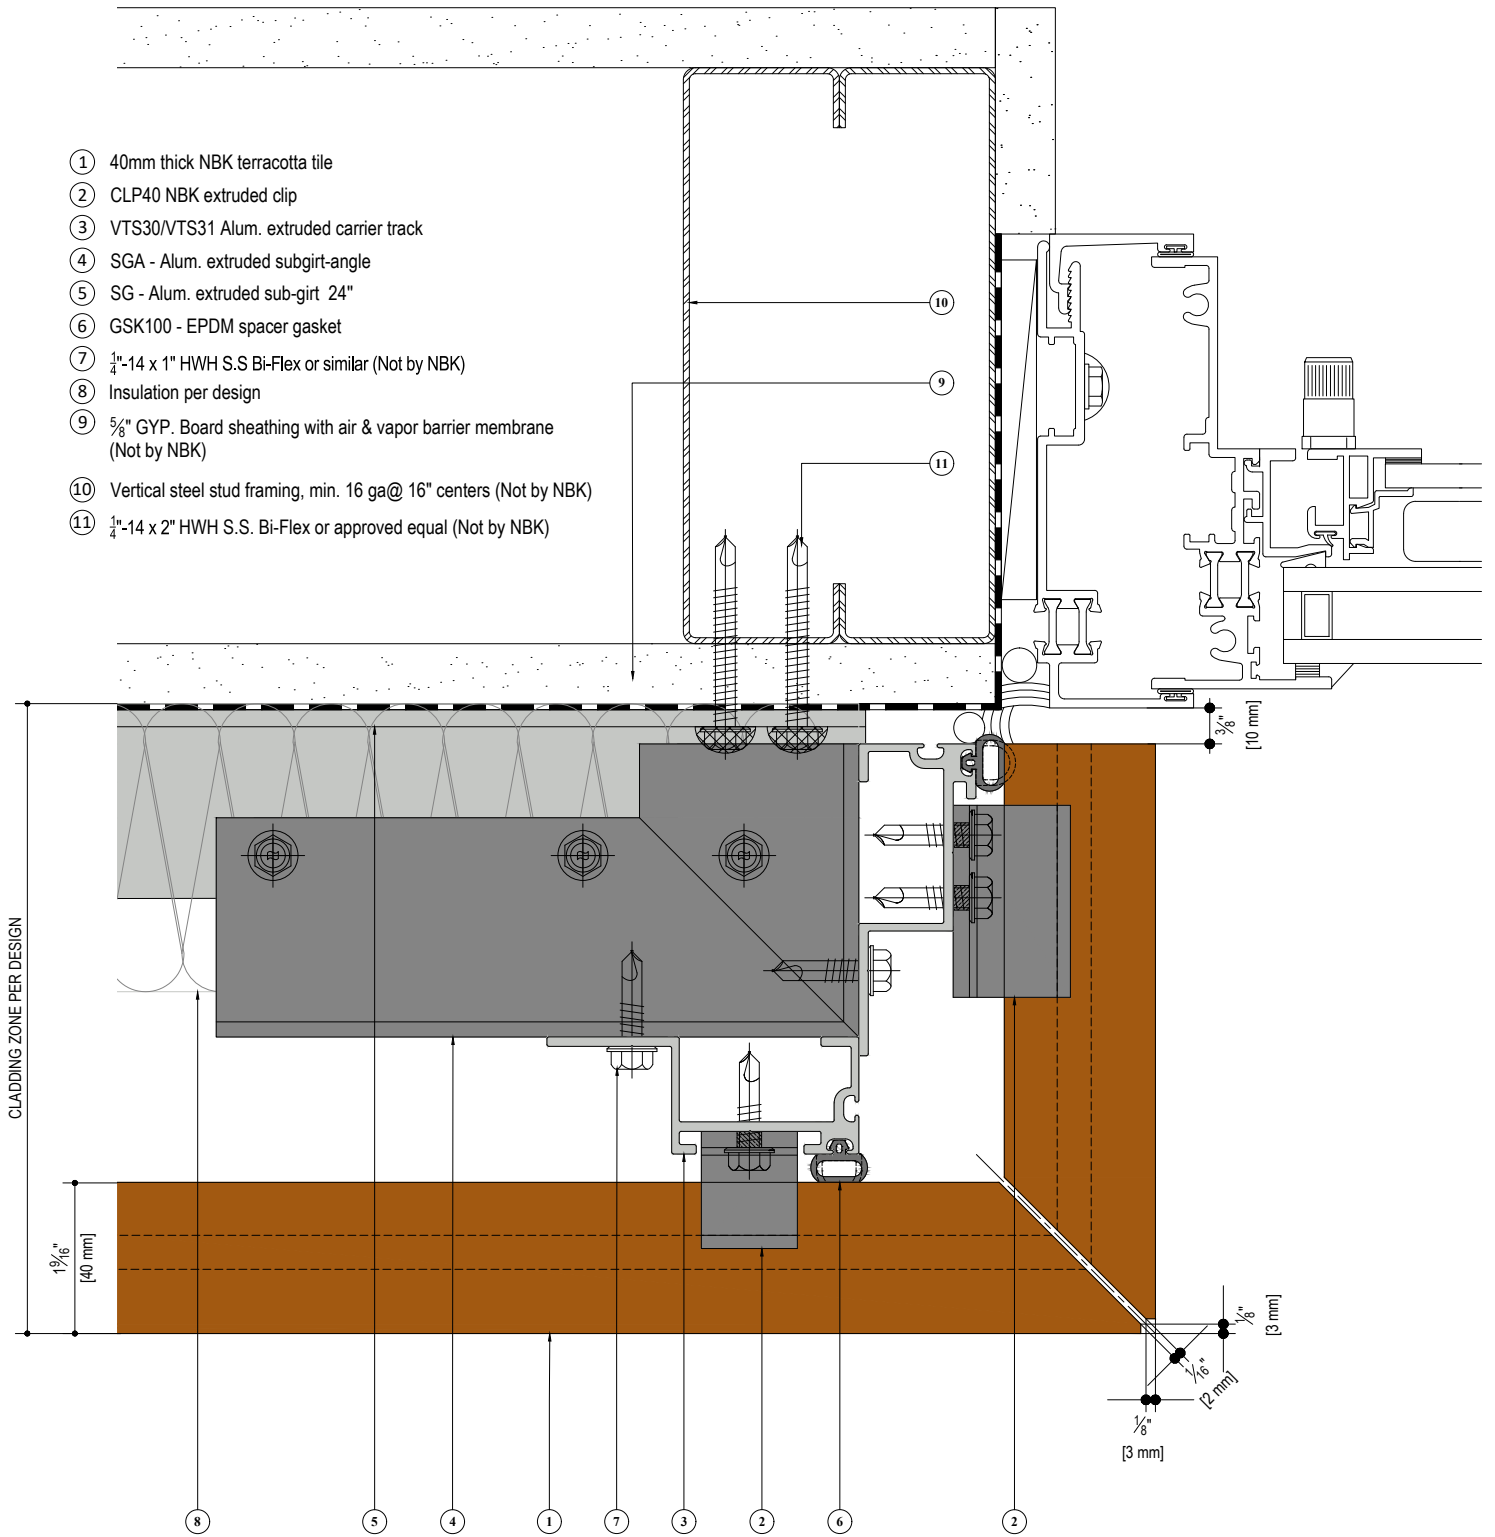 ① 40mm thick NBK terracotta tile
② CLP40 NBK extruded clip
③ VTS30/VTS31 Alum. extruded carrier track
④ SGA - Alum. extruded subgirt-angle
⑤ SG - Alum. extruded sub-girt 24"
⑥ GSK100 - EPDM spacer gasket
⑦ 1/4"-14 x 1" HWH S.S Bi-Flex or similar (Not by NBK)
⑧ Insulation per design
⑨ 5/8" GYP. Board sheathing with air & vapor barrier membrane
(Not by NBK)
⑩ Vertical steel stud framing, min. 16 ga@ 16" centers (Not by NBK)
⑪ 1/4"-14 x 2" HWH S.S. Bi-Flex or approved equal (Not by NBK)
10
9
11
3/8"
[10 mm]
CLADDING ZONE PER DESIGN
1 9/16"
[40 mm]
1/8"
[3 mm]
1/16"
[2 mm]
1/8"
[3 mm]
8
5
4
1
7
3
2
6
2